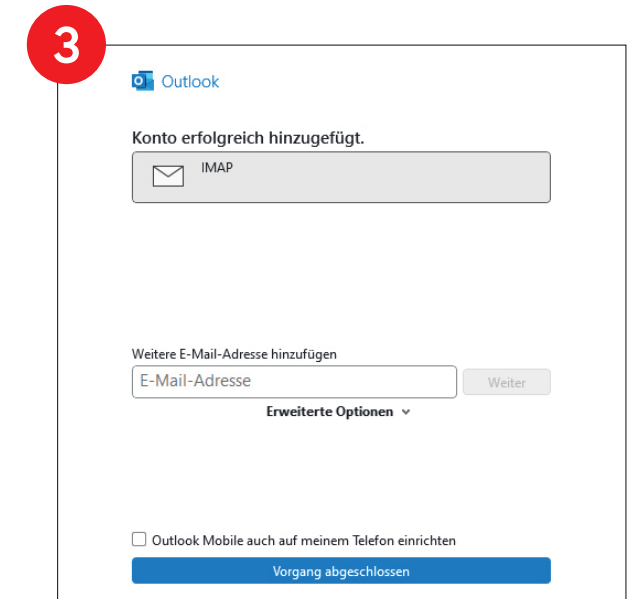 3
Outlook
Konto erfolgreich hinzugefügt.
IMAP
Weitere E-Mail-Adresse hinzufügen
E-Mail-Adresse
Weiter
Erweiterte Optionen
Outlook Mobile auch auf meinem Telefon einrichten
Vorgang abgeschlossen